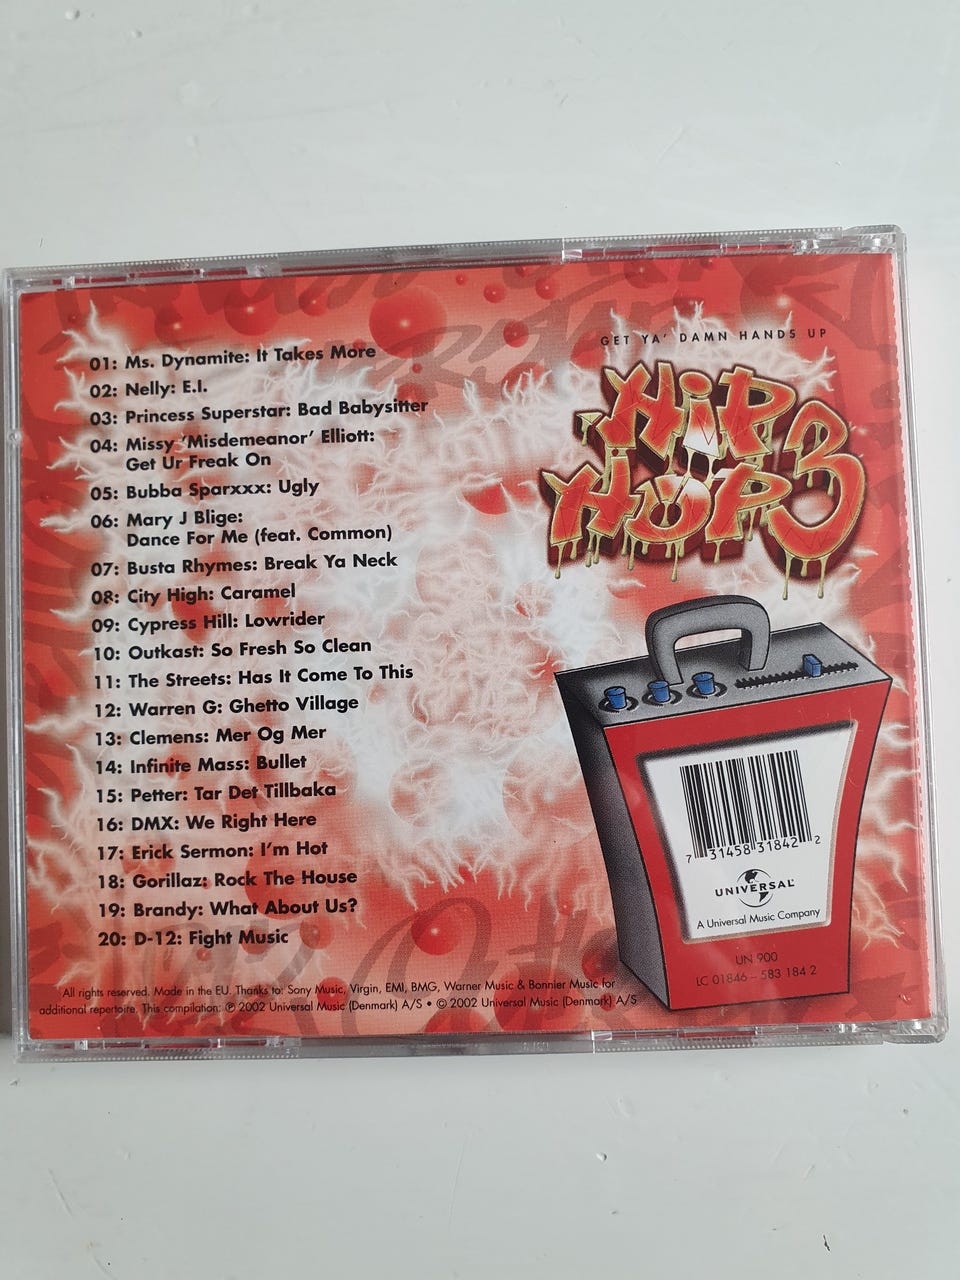 01: Ms. Dynamite: It Takes More
02: Nelly: E.I.
03: Princess Superstar: Bad Babysitter
04: Missy 'Misdemeanor' Elliott:
Get Ur Freak On
05: Bubba Sparxxx: Ugly
06: Mary J Blige:
Dance For Me (feat. Common)
07: Busta Rhymes: Break Ya Neck
08: City High: Caramel
09: Cypress Hill: Lowrider
10: Outkast: So Fresh So Clean
11: The Streets: Has It Come To This
12: Warren G: Ghetto Village
13: Clemens: Mer Og Mer
14: Infinite Mass: Bullet
15: Petter: Tar Det Tillbaka
16: DMX: We Right Here
17: Erick Sermon: I'm Hot
18: Gorillaz: Rock The House
19: Brandy: What About Us?
20: D-12: Fight Music
All rights reserved. Made in the EU. Thanks to: Sony Music, Virgin, EMI, BMG, Warner Music & Bonnier Music for
additional repertoire. This compilation: ℗ 2002 Universal Music (Denmark) A/S • © 2002 Universal Music (Denmark) A/S
GET YA' DAMN HANDS UP
HIP
HOP 3
7 31458 31842 2
UNIVERSAL
A Universal Music Company
UN 900
LC 01846 – 583 184 2